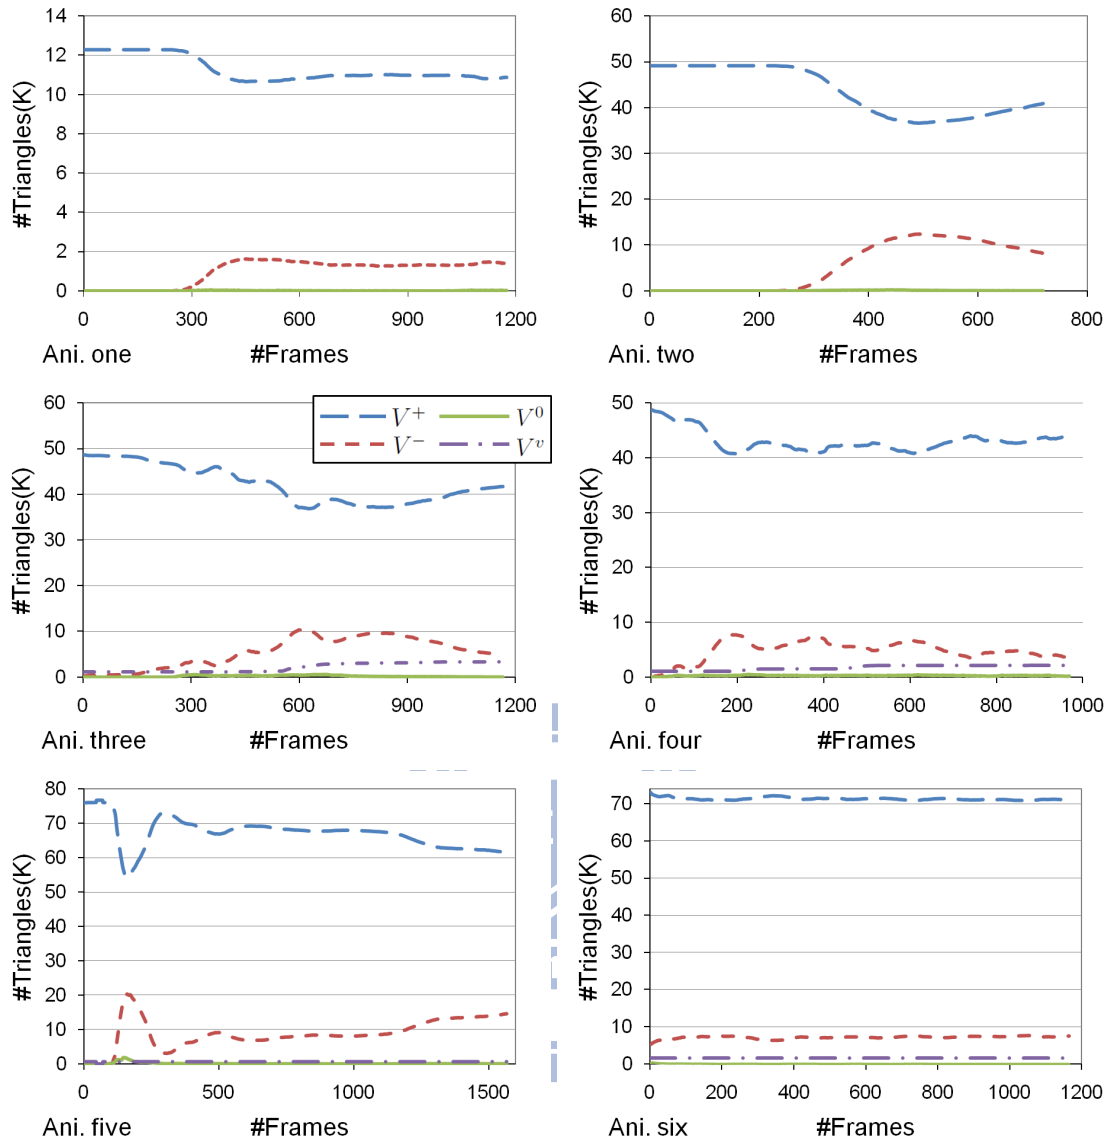 14
12
10
8
6
4
2
0
#Triangles(K)
0 300 600 900 1200
Ani. one #Frames
60
50
40
30
20
10
0
#Triangles(K)
0 200 400 600 800
Ani. two #Frames
60
50
40
30
20
10
0
#Triangles(K)
V⁺ V⁰
V⁻ Vᵛ
0 300 600 900 1200
Ani. three #Frames
50
40
30
20
10
0
#Triangles(K)
0 200 400 600 800 1000
Ani. four #Frames
80
70
60
50
40
30
20
10
0
#Triangles(K)
0 500 1000 1500
Ani. five #Frames
70
60
50
40
30
20
10
0
#Triangles(K)
0 200 400 600 800 1000 1200
Ani. six #Frames